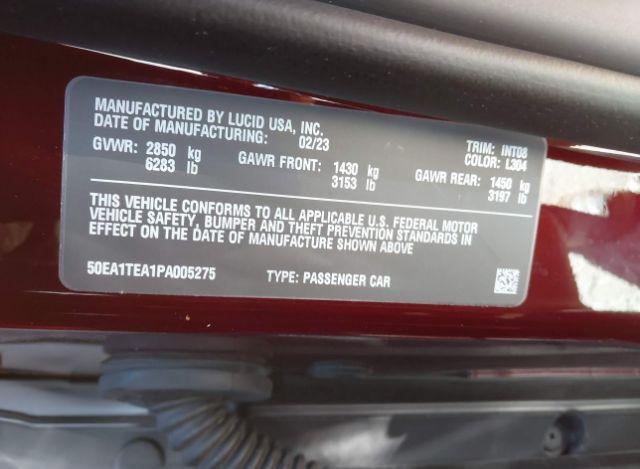 MANUFACTURED BY LUCID USA, INC.
DATE OF MANUFACTURING: 02/23 TRIM: INT08
COLOR: L304
GVWR: 2850 kg GAWR FRONT: 1430 kg GAWR REAR: 1450 kg
6283 lb 3153 lb 3197 lb
THIS VEHICLE CONFORMS TO ALL APPLICABLE U.S. FEDERAL MOTOR
VEHICLE SAFETY, BUMPER AND THEFT PREVENTION STANDARDS IN
EFFECT ON THE DATE OF MANUFACTURE SHOWN ABOVE
50EA1TEA1PA005275 TYPE: PASSENGER CAR